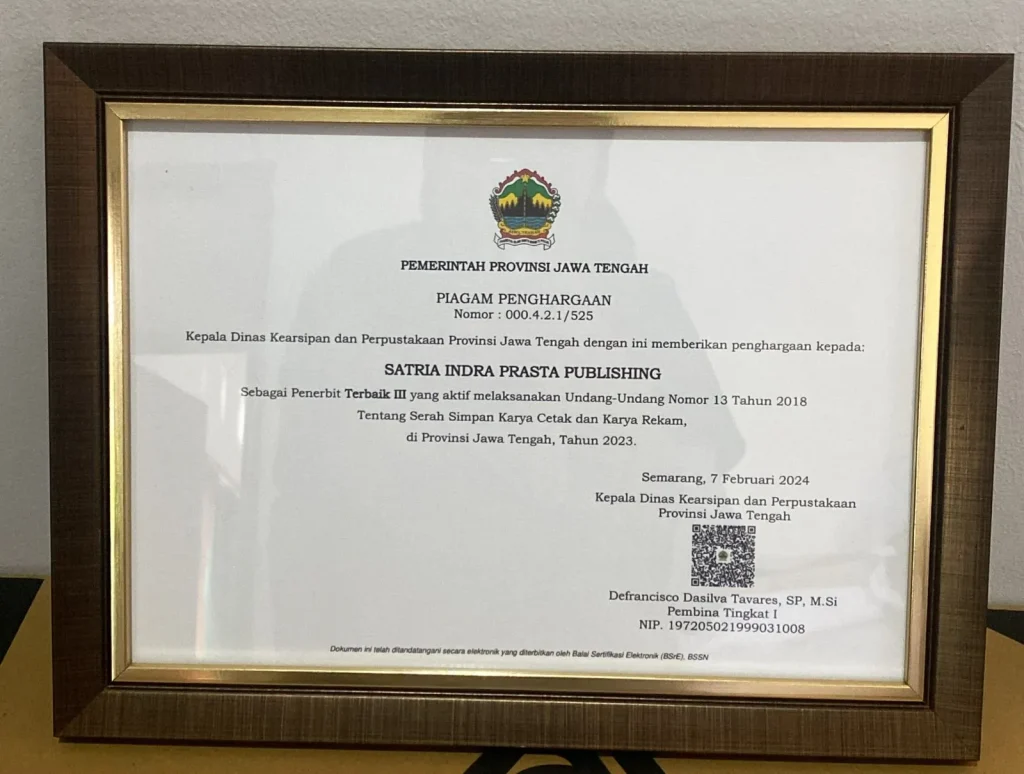 PEMERINTAH PROVINSI JAWA TENGAH
PIAGAM PENGHARGAAN
Nomor : 000.4.2.1/525
Kepala Dinas Kearsipan dan Perpustakaan Provinsi Jawa Tengah dengan ini memberikan penghargaan kepada:
SATRIA INDRA PRASTA PUBLISHING
Sebagai Penerbit Terbaik III yang aktif melaksanakan Undang-Undang Nomor 13 Tahun 2018
Tentang Serah Simpan Karya Cetak dan Karya Rekam,
di Provinsi Jawa Tengah, Tahun 2023.
Semarang, 7 Februari 2024
Kepala Dinas Kearsipan dan Perpustakaan
Provinsi Jawa Tengah
Defrancisco Dasilva Tavares, SP, M.Si
Pembina Tingkat I
NIP. 197205021999031008
Dokumen ini telah ditandatangani secara elektronik yang diterbitkan oleh Balai Sertifikasi Elektronik (BSrE), BSSN